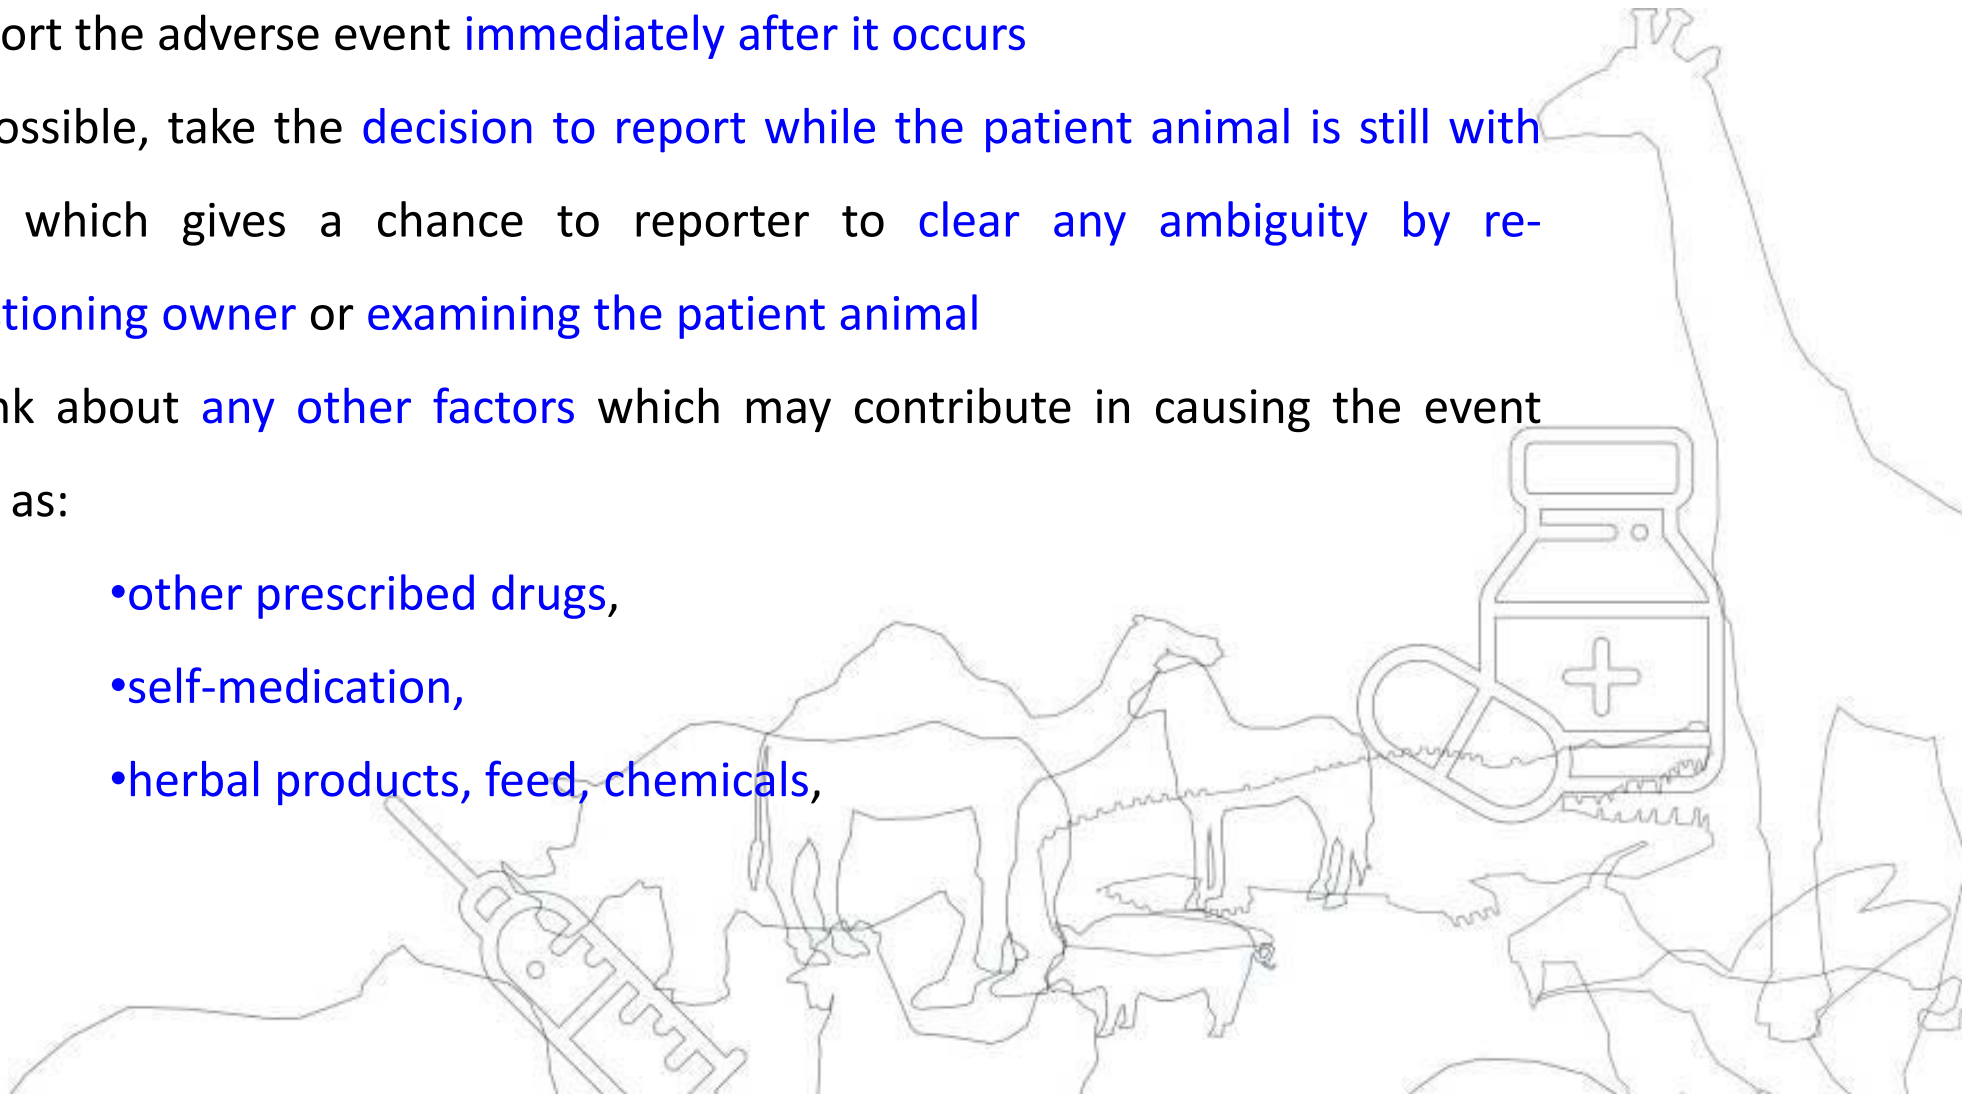 ort the adverse event immediately after it occurs
ossible, take the decision to report while the patient animal is still with
which gives a chance to reporter to clear any ambiguity by re-
tioning owner or examining the patient animal
nk about any other factors which may contribute in causing the event
as:
•other prescribed drugs,
•self-medication,
•herbal products, feed, chemicals,